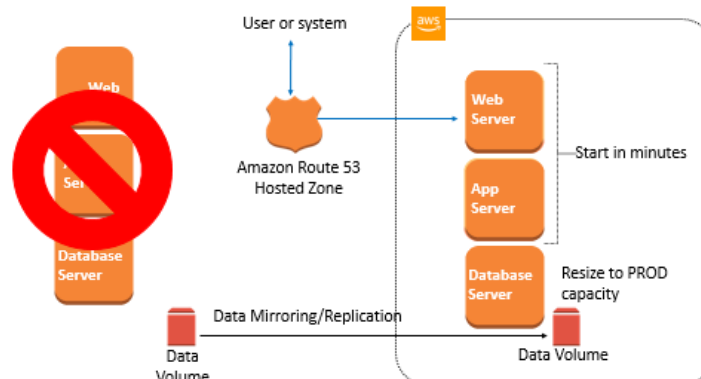 User or system
aws
Web
Web
Server
Start in minutes
Amazon Route 53
Hosted Zone
App
Server
Database
Server
Database
Server
Resize to PROD
capacity
Data Mirroring/Replication
Data
Volume
Data Volume